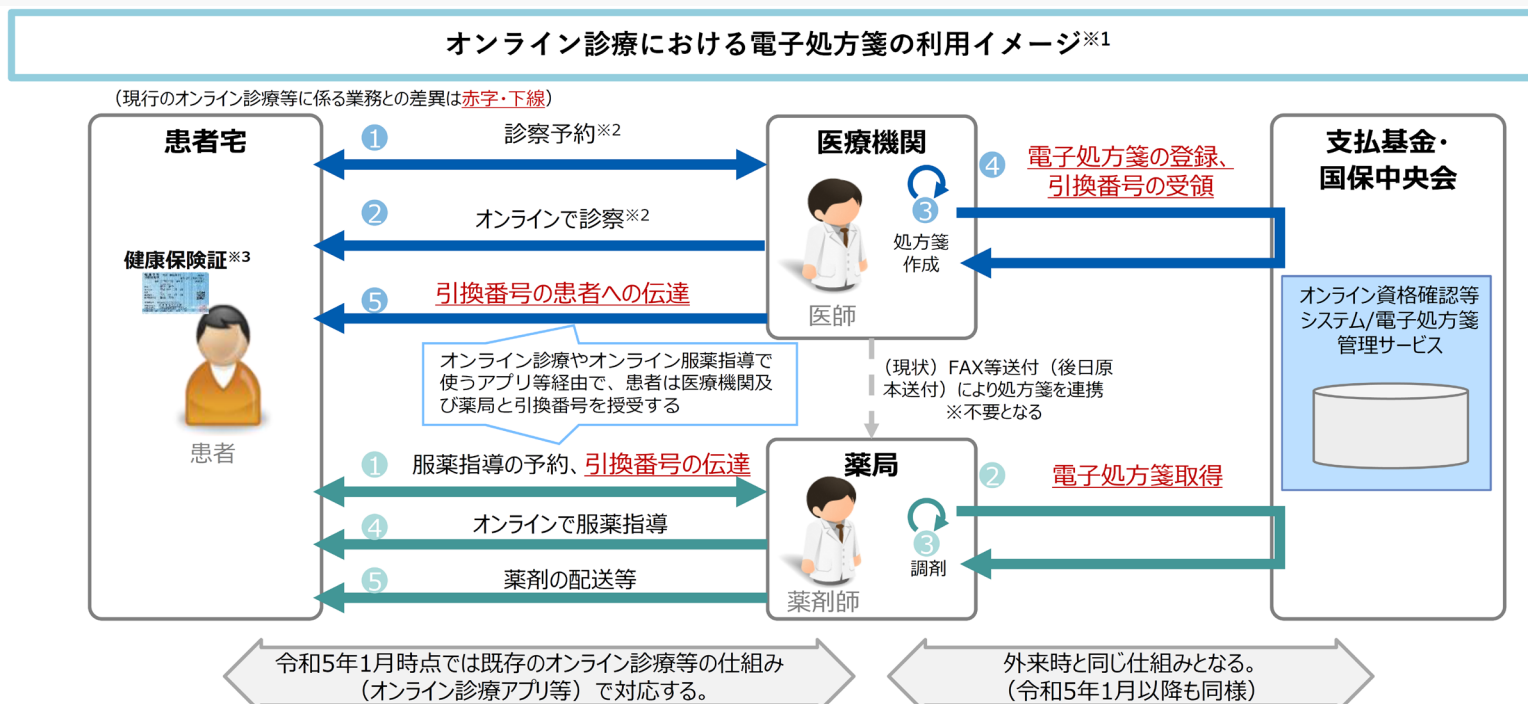 オンライン診療における電子処方箋の利用イメージ※1
(現行のオンライン診療等に係る業務との差異は赤字・下線)
患者宅
健康保険証※3
患者
① 診察予約※2
② オンラインで診察※2
⑤ 引換番号の患者への伝達
オンライン診療やオンライン服薬指導で
使うアプリ等経由で、患者は医療機関及
び薬局と引換番号を授受する
医療機関
③
処方箋
作成
医師
④ 電子処方箋の登録、
引換番号の受領
支払基金・
国保中央会
オンライン資格確認等
システム/電子処方箋
管理サービス
(現状)FAX等送付(後日原
本送付)により処方箋を連携
※不要となる
① 服薬指導の予約、引換番号の伝達
④ オンラインで服薬指導
⑤ 薬剤の配送等
薬局
③
調剤
薬剤師
② 電子処方箋取得
令和5年1月時点では既存のオンライン診療等の仕組み
(オンライン診療アプリ等)で対応する。
外来時と同じ仕組みとなる。
(令和5年1月以降も同様)